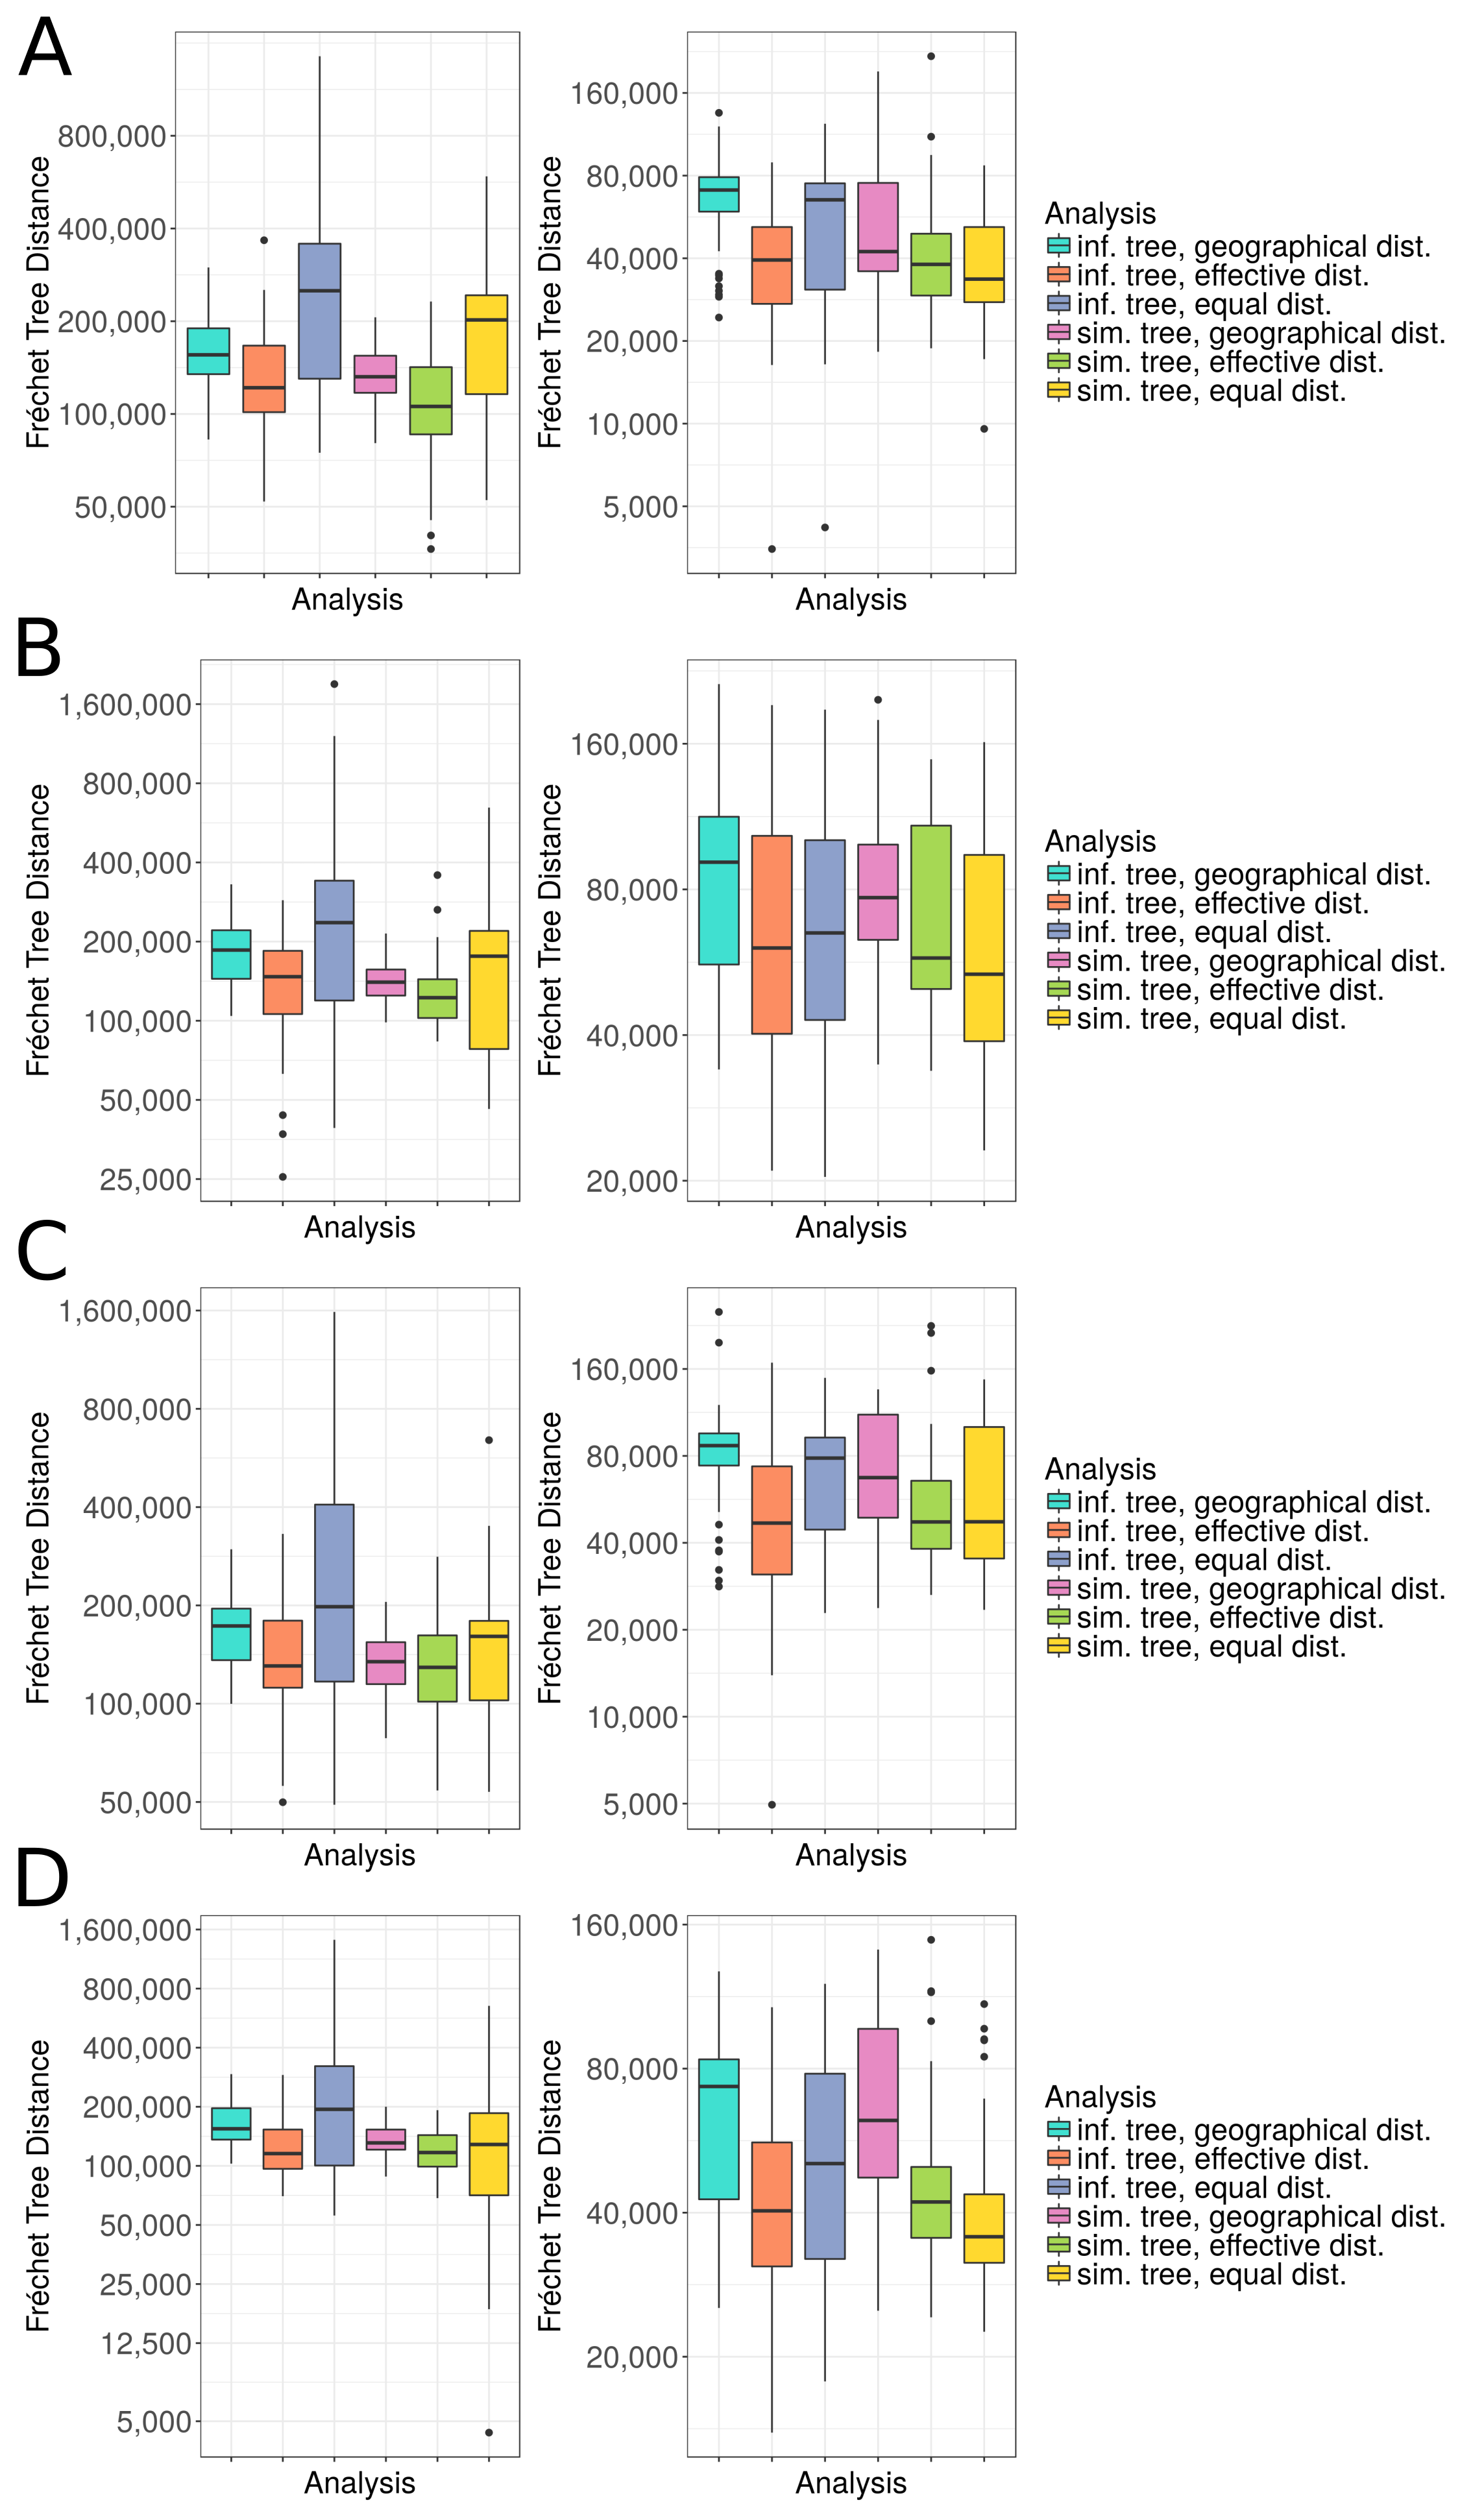 A
Fréchet Tree Distance
800,000
400,000
200,000
100,000
50,000
Analysis
Fréchet Tree Distance
160,000
80,000
40,000
20,000
10,000
5,000
Analysis
Analysis
inf. tree, geographical dist.
inf. tree, effective dist.
inf. tree, equal dist.
sim. tree, geographical dist.
sim. tree, effective dist.
sim. tree, equal dist.
B
Fréchet Tree Distance
1,600,000
800,000
400,000
200,000
100,000
50,000
25,000
Analysis
Fréchet Tree Distance
160,000
80,000
40,000
20,000
Analysis
Analysis
inf. tree, geographical dist.
inf. tree, effective dist.
inf. tree, equal dist.
sim. tree, geographical dist.
sim. tree, effective dist.
sim. tree, equal dist.
C
Fréchet Tree Distance
1,600,000
800,000
400,000
200,000
100,000
50,000
Analysis
Fréchet Tree Distance
160,000
80,000
40,000
20,000
10,000
5,000
Analysis
Analysis
inf. tree, geographical dist.
inf. tree, effective dist.
inf. tree, equal dist.
sim. tree, geographical dist.
sim. tree, effective dist.
sim. tree, equal dist.
D
Fréchet Tree Distance
1,600,000
800,000
400,000
200,000
100,000
50,000
25,000
12,500
5,000
Analysis
Fréchet Tree Distance
160,000
80,000
40,000
20,000
Analysis
Analysis
inf. tree, geographical dist.
inf. tree, effective dist.
inf. tree, equal dist.
sim. tree, geographical dist.
sim. tree, effective dist.
sim. tree, equal dist.